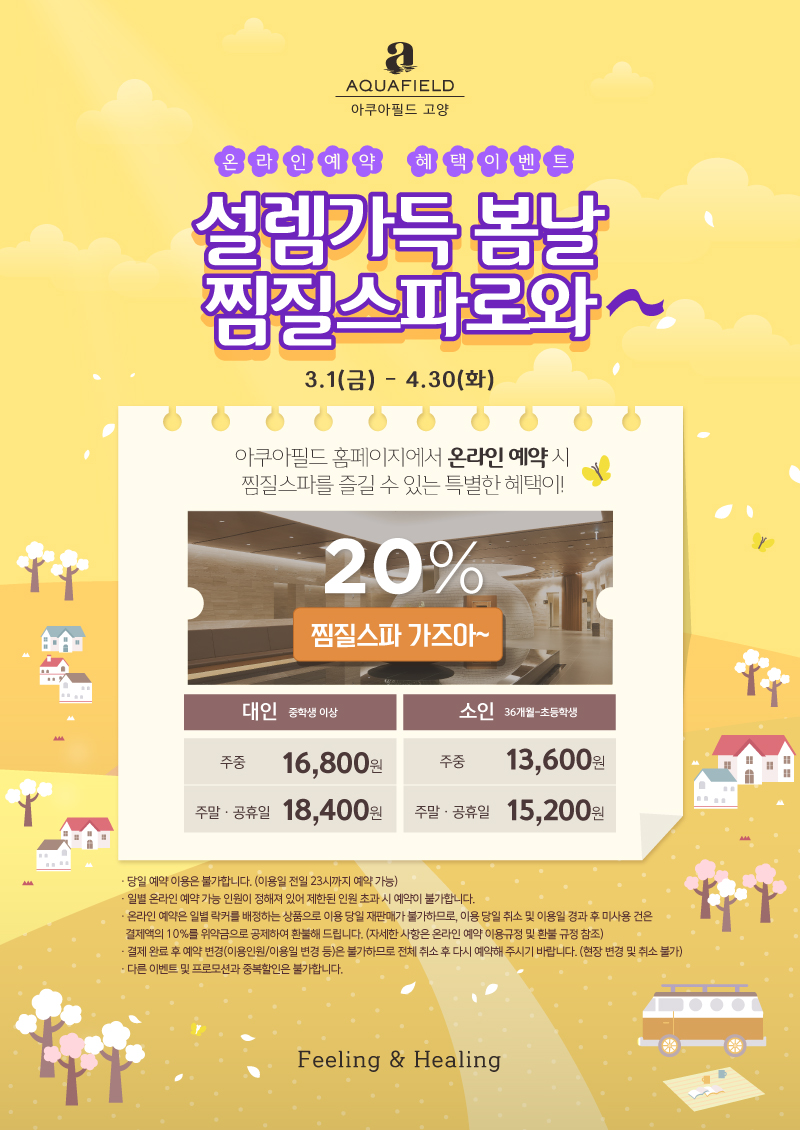 a
AQUAFIELD
아쿠아필드 고양
온라인예약 혜택이벤트
설렘가득 봄날
찜질스파로와~
3.1(금) - 4.30(화)
아쿠아필드 홈페이지에서 온라인 예약 시
찜질스파를 즐길 수 있는 특별한 혜택이!
20%
찜질스파 가즈아~
대인 중학생 이상
소인 36개월-초등학생
주중 16,800원
주중 13,600원
주말 · 공휴일 18,400원
주말 · 공휴일 15,200원
· 당일 예약 이용은 불가합니다. (이용일 전일 23시까지 예약 가능)
· 일별 온라인 예약 가능 인원이 정해져 있어 제한된 인원 초과 시 예약이 불가합니다.
· 온라인 예약은 일별 락커를 배정하는 상품으로 이용 당일 재판매가 불가하므로, 이용 당일 취소 및 이용일 경과 후 미사용 건은
결제액의 10%를 위약금으로 공제하여 환불해 드립니다. (자세한 사항은 온라인 예약 이용규정 및 환불 규정 참조)
· 결제 완료 후 예약 변경(이용인원/이용일 변경 등)은 불가하므로 전체 취소 후 다시 예약해 주시기 바랍니다. (현장 변경 및 취소 불가)
· 다른 이벤트 및 프로모션과 중복할인은 불가합니다.
Feeling & Healing